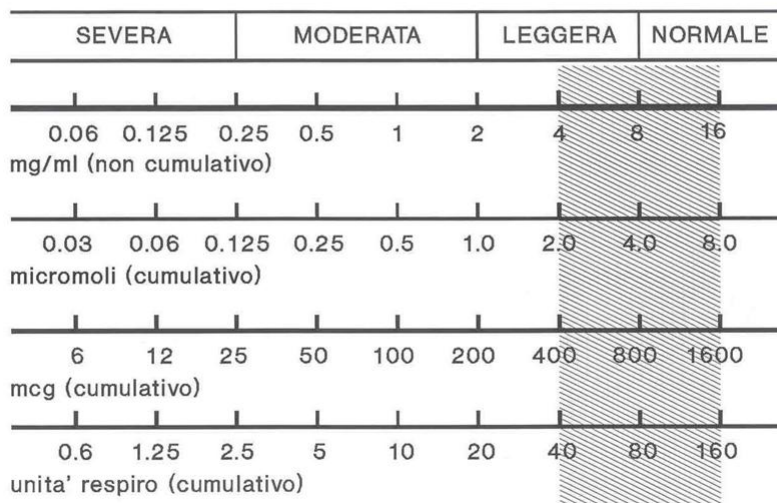 SEVERA MODERATA LEGGERA NORMALE
0.06 0.125 0.25 0.5 1 2 4 8 16
mg/ml (non cumulativo)
0.03 0.06 0.125 0.25 0.5 1.0 2.0 4.0 8.0
micromoli (cumulativo)
6 12 25 50 100 200 400 800 1600
mcg (cumulativo)
0.6 1.25 2.5 5 10 20 40 80 160
unita' respiro (cumulativo)